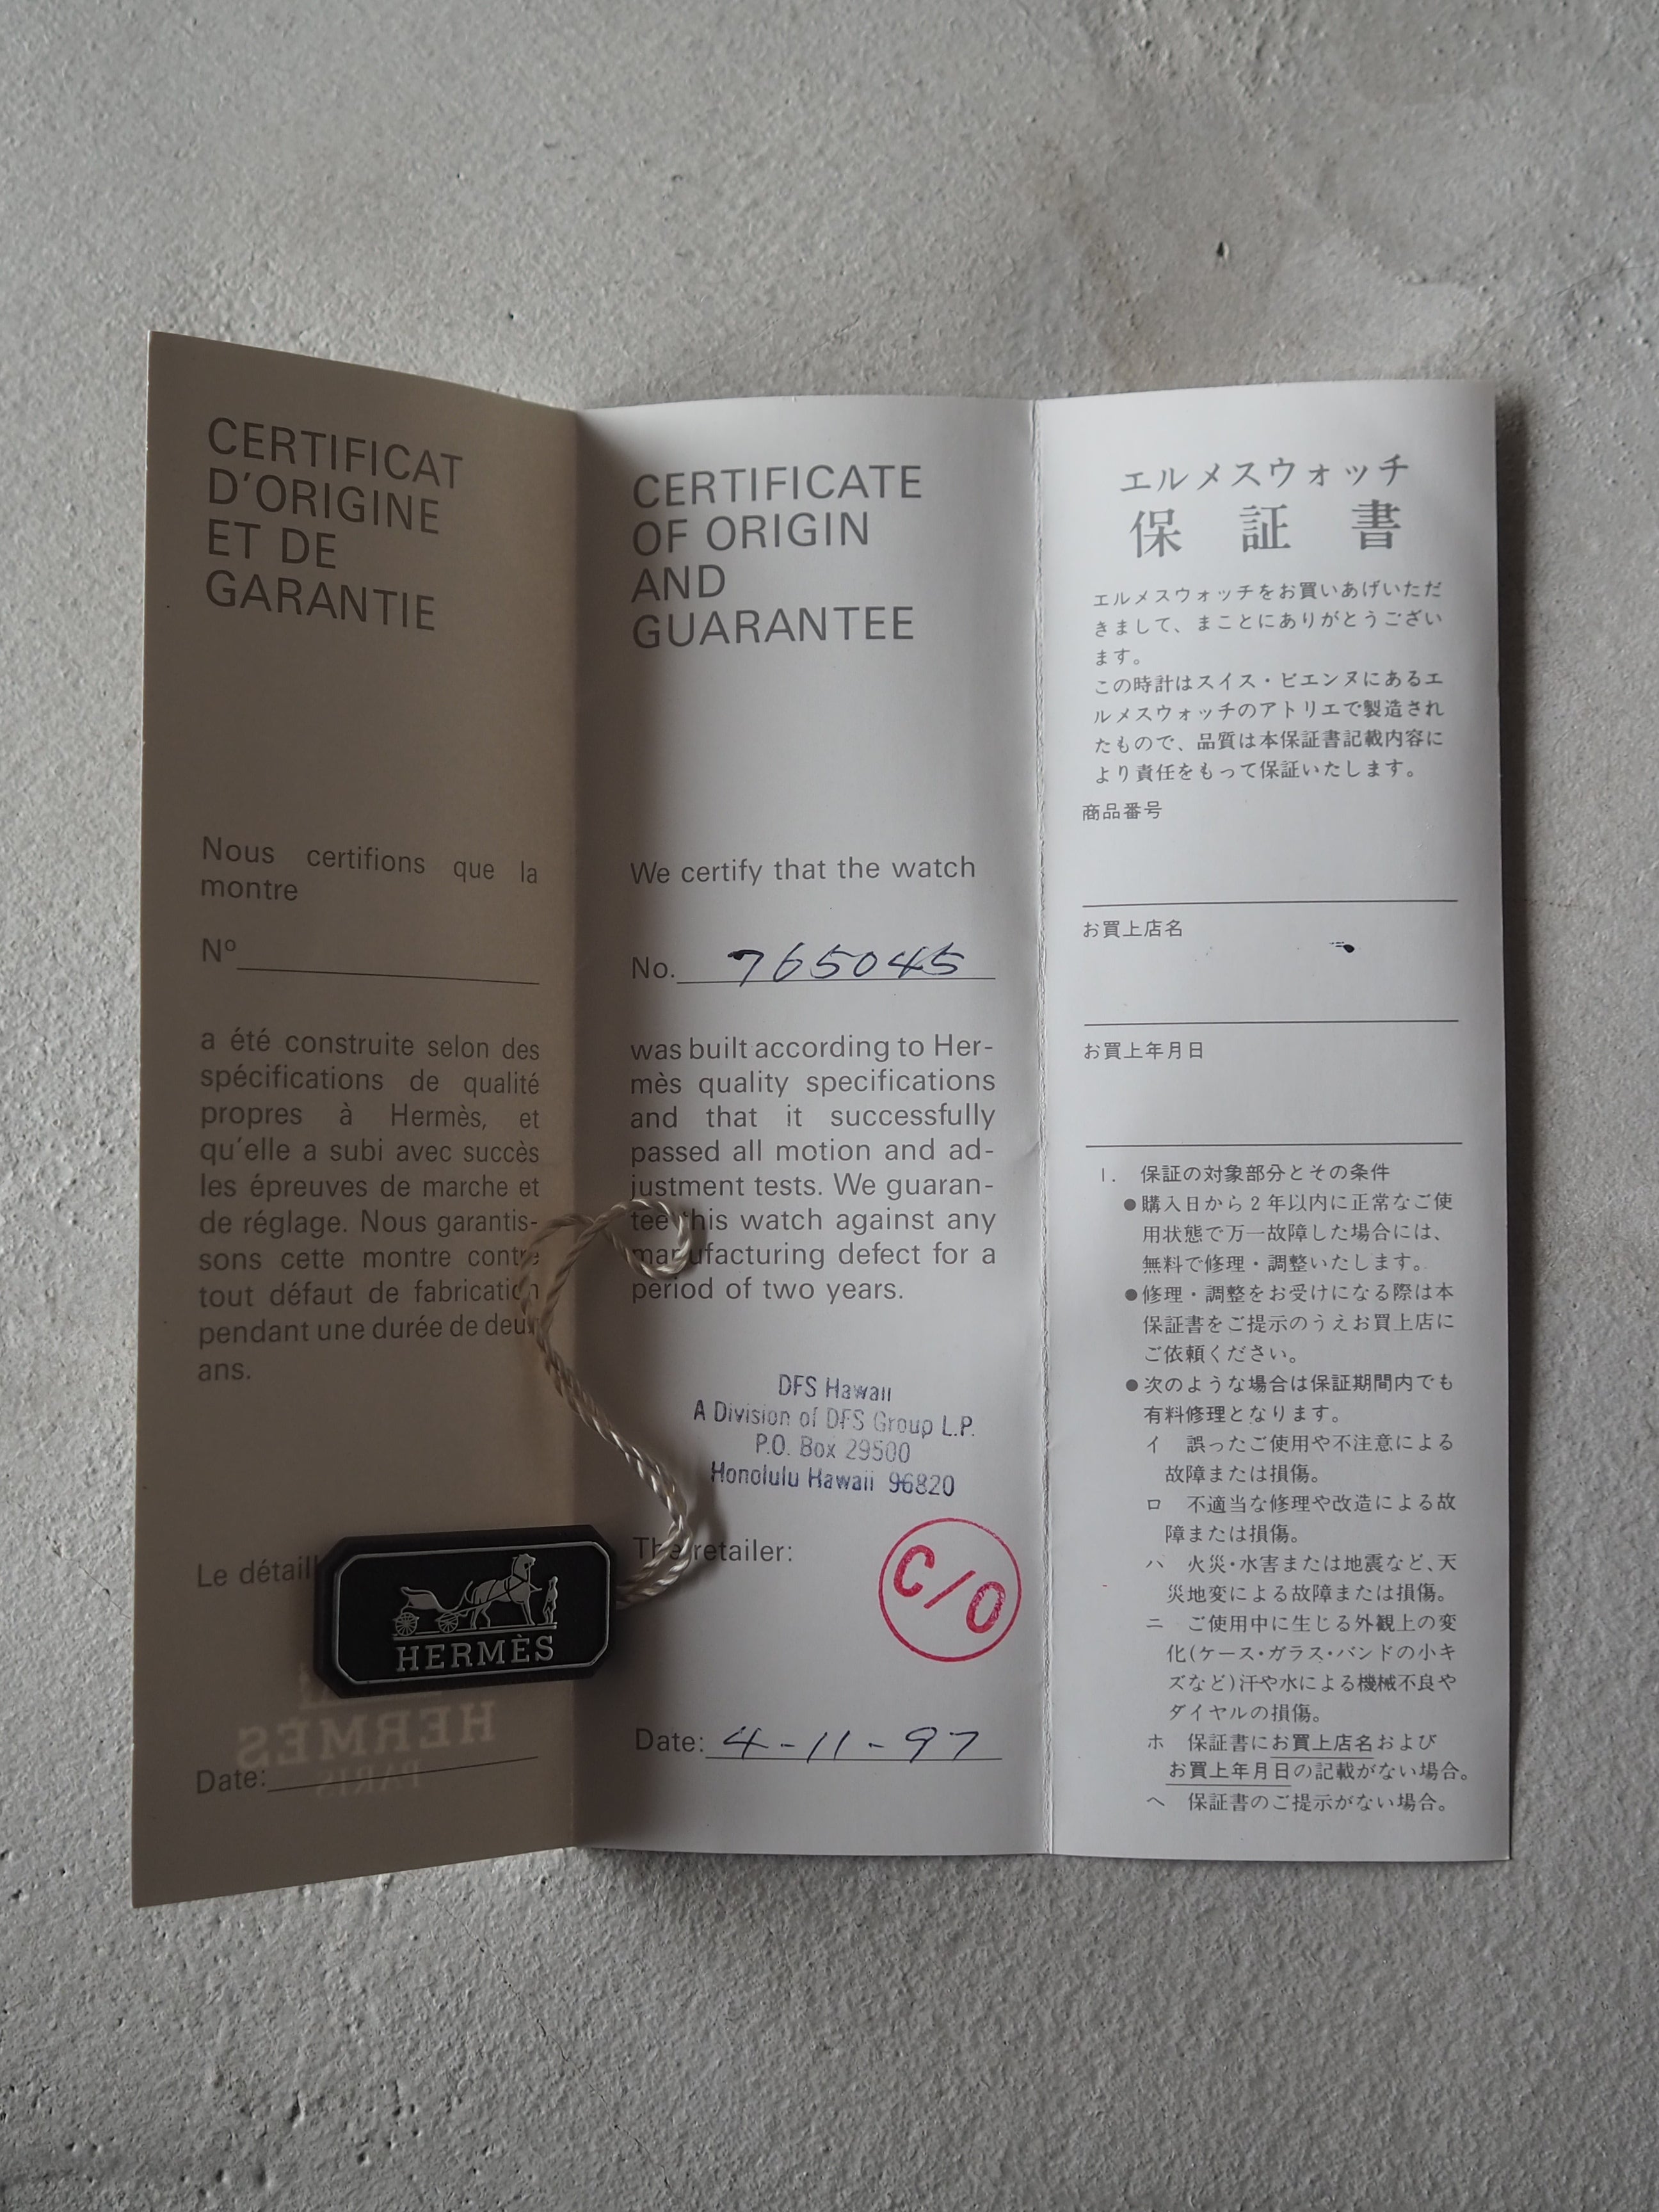 CERTIFICAT
D'ORIGINE
ET DE
GARANTIE
Nous certifions que la
montre
Nº
a été construite selon des
spécifications de qualité
propres à Hermès, et
qu'elle a subi avec succès
les épreuves de marche et
de réglage. Nous garantis-
sons cette montre contre
tout défaut de fabrication
pendant une durée de deux
ans.
Le détail
HERMÈS
HERMÈS
PARIS
Date:
CERTIFICATE
OF ORIGIN
AND
GUARANTEE
We certify that the watch
No. 765045
was built according to Her-
mès quality specifications
and that it successfully
passed all motion and ad-
justment tests. We guaran-
tee this watch against any
manufacturing defect for a
period of two years.
DFS Hawaii
A Division of DFS Group L.P.
P.O. Box 29500
Honolulu Hawaii 96820
The retailer:
C/O
Date: 4-11-97
エルメスウォッチ
保証書
エルメスウォッチをお買いあげいただ
きまして、まことにありがとうござい
ます。
この時計はスイス・ビエンヌにあるエ
ルメスウォッチのアトリエで製造され
たもので、品質は本保証書記載内容に
より責任をもって保証いたします。
商品番号
お買上店名
お買上年月日
1. 保証の対象部分とその条件
●購入日から2年以内に正常なご使
用状態で万一故障した場合には、
無料で修理・調整いたします。
●修理・調整をお受けになる際は本
保証書をご提示のうえお買上店に
ご依頼ください。
●次のような場合は保証期間内でも
有料修理となります。
イ 誤ったご使用や不注意による
故障または損傷。
ロ 不適当な修理や改造による故
障または損傷。
ハ 火災・水害または地震など、天
災地変による故障または損傷。
ニ ご使用中に生じる外観上の変
化(ケース・ガラス・バンドの小キ
ズなど)汗や水による機械不良や
ダイヤルの損傷。
ホ 保証書にお買上店名および
お買上年月日の記載がない場合。
ヘ 保証書のご提示がない場合。